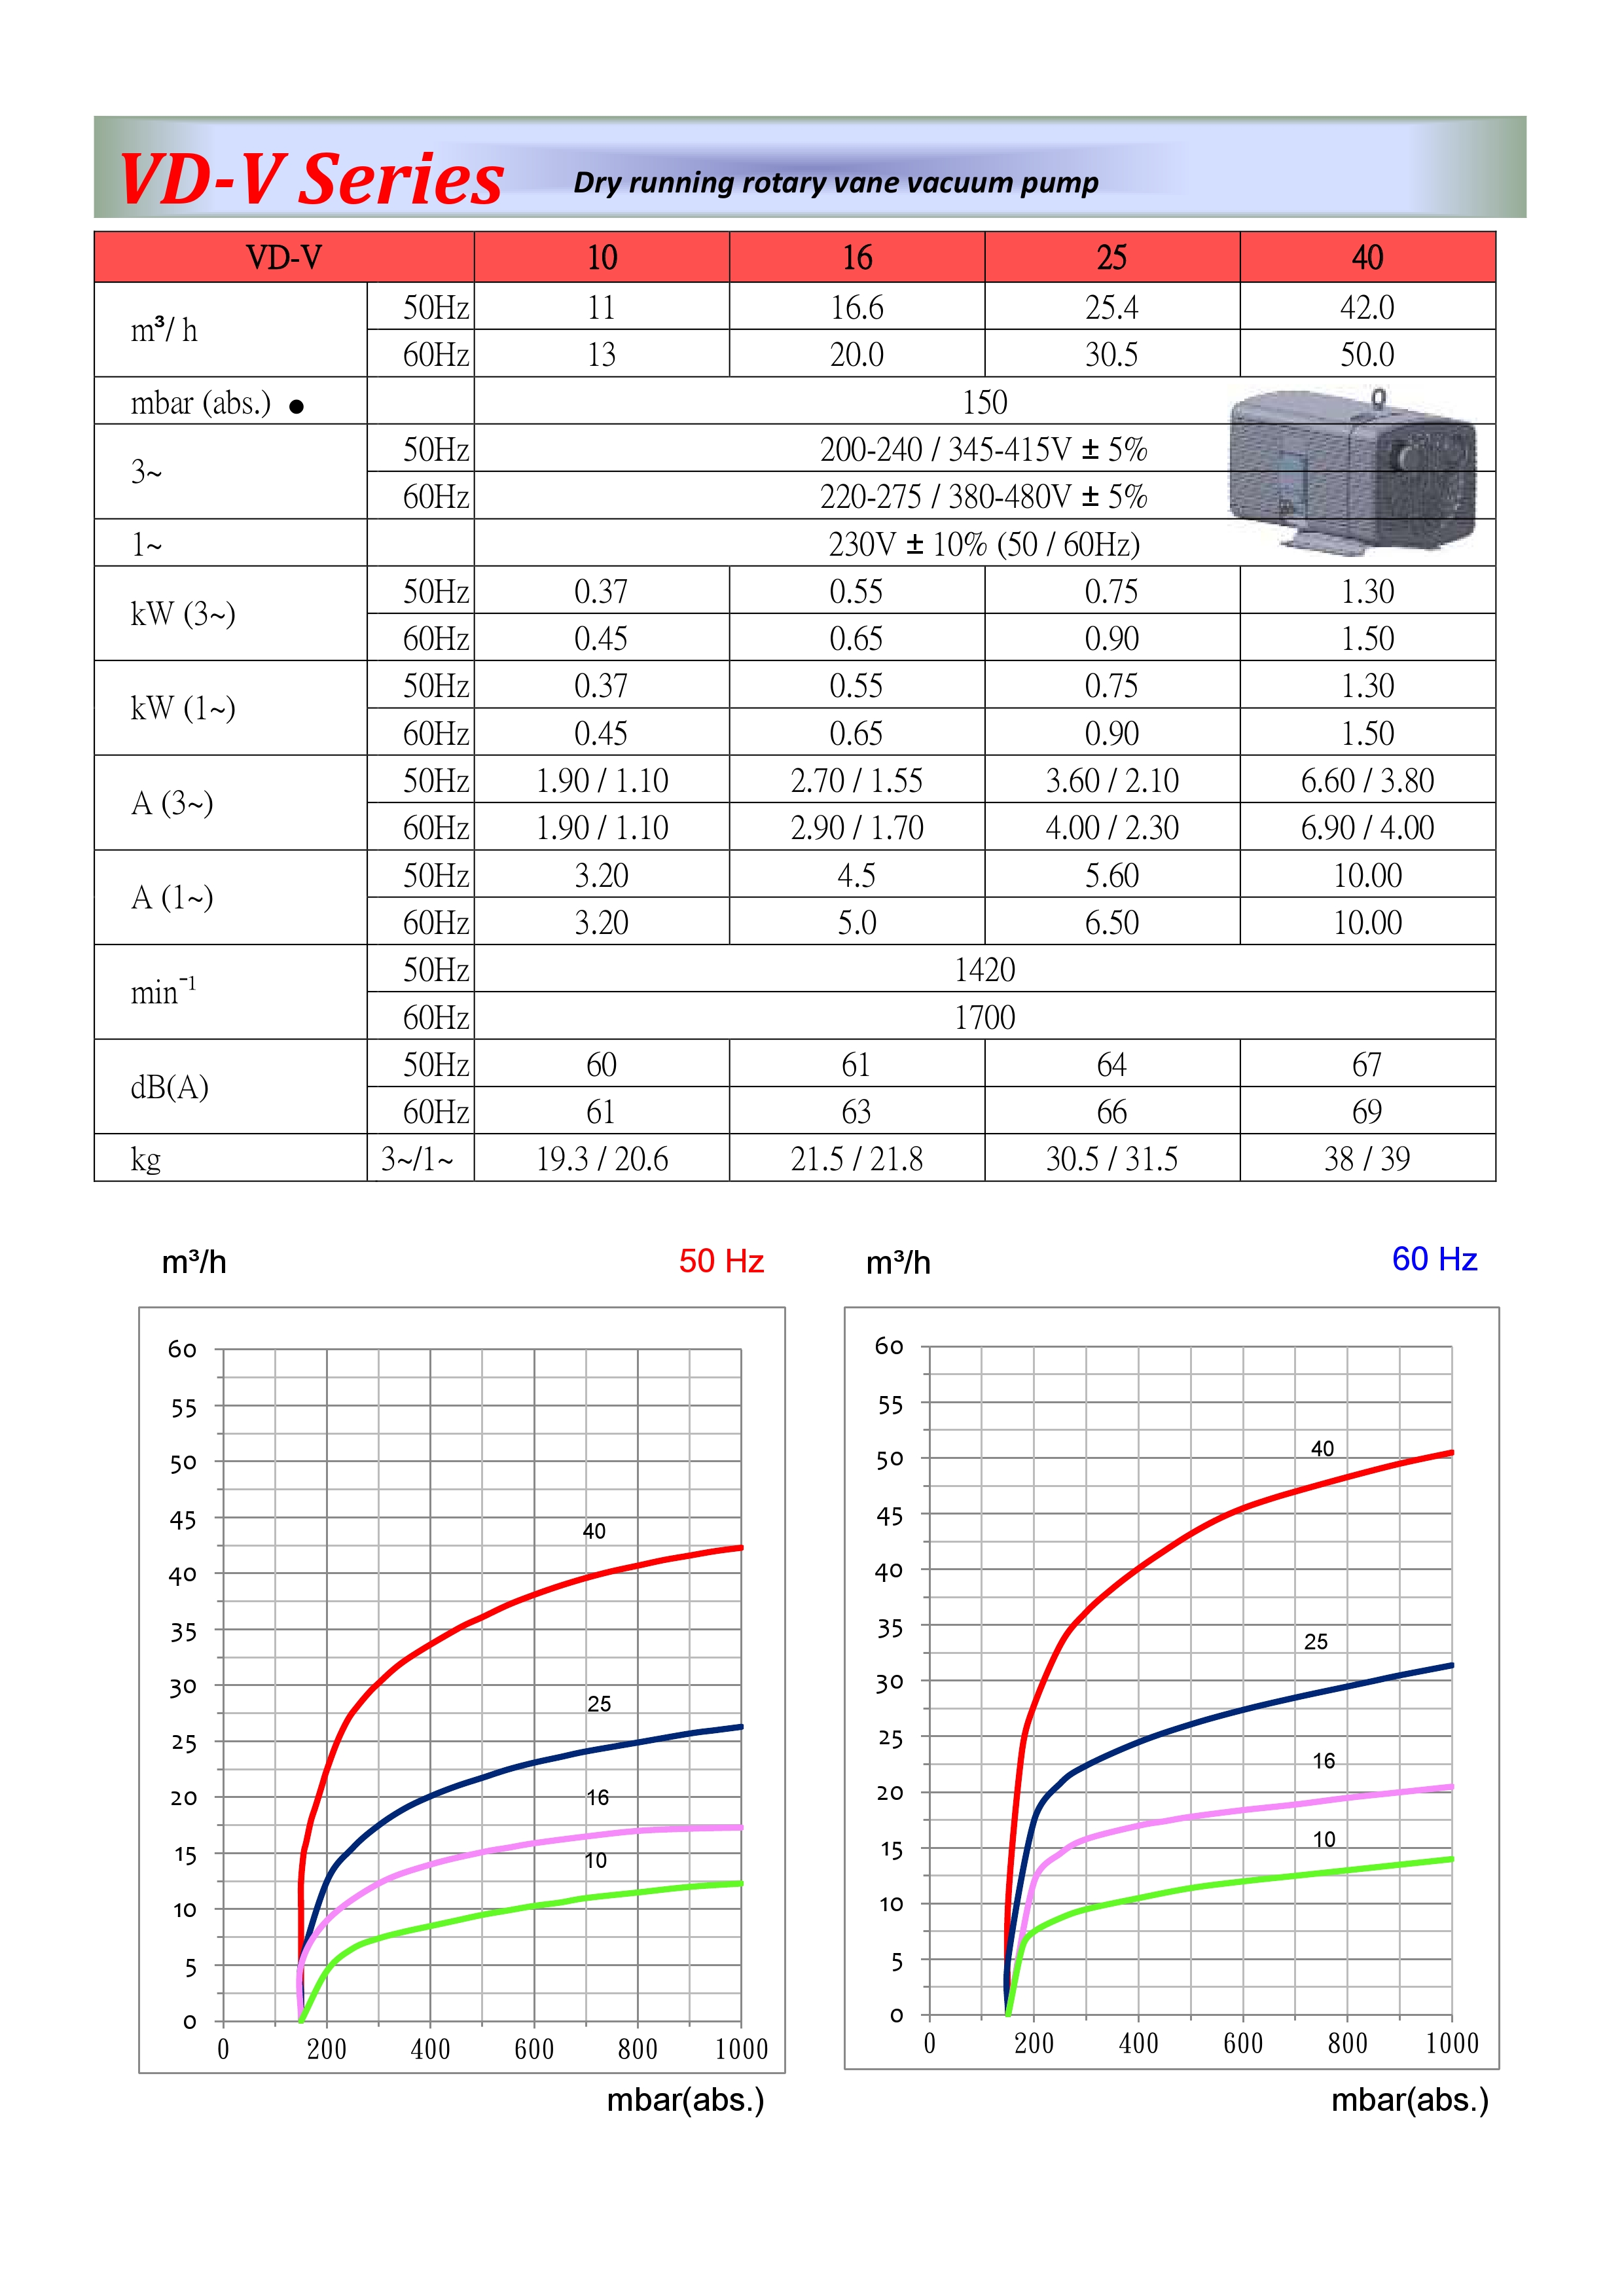 VD-V Series Dry running rotary vane vacuum pump
VD-V 10 16 25 40
m³/ h 50Hz 11 16.6 25.4 42.0
60Hz 13 20.0 30.5 50.0
mbar (abs.) ● 150
3~ 50Hz 200-240 / 345-415V ± 5%
60Hz 220-275 / 380-480V ± 5%
1~ 230V ± 10% (50 / 60Hz)
kW (3~) 50Hz 0.37 0.55 0.75 1.30
60Hz 0.45 0.65 0.90 1.50
kW (1~) 50Hz 0.37 0.55 0.75 1.30
60Hz 0.45 0.65 0.90 1.50
A (3~) 50Hz 1.90 / 1.10 2.70 / 1.55 3.60 / 2.10 6.60 / 3.80
60Hz 1.90 / 1.10 2.90 / 1.70 4.00 / 2.30 6.90 / 4.00
A (1~) 50Hz 3.20 4.5 5.60 10.00
60Hz 3.20 5.0 6.50 10.00
min⁻¹ 50Hz 1420
60Hz 1700
dB(A) 50Hz 60 61 64 67
60Hz 61 63 66 69
kg 3~/1~ 19.3 / 20.6 21.5 / 21.8 30.5 / 31.5 38 / 39
m³/h 50 Hz
60
55
50
45
40
35
30
25
20
15
10
5
0
40
25
16
10
0 200 400 600 800 1000
mbar(abs.)
m³/h 60 Hz
60
55
50
45
40
35
30
25
20
15
10
5
0
40
25
16
10
0 200 400 600 800 1000
mbar(abs.)